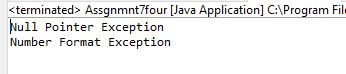 <terminated> Assgnmnt7four [Java Application] C:\Program File
Null Pointer Exception
Number Format Exception